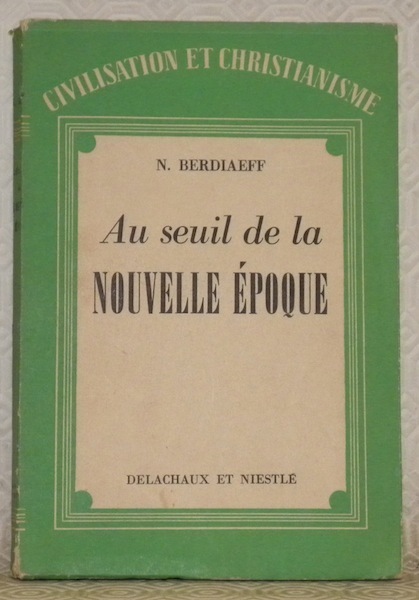 CIVILISATION ET CHRISTIANISME
N. BERDIAEFF
Au seuil de la
NOUVELLE ÉPOQUE
DELACHAUX ET NIESTLÉ